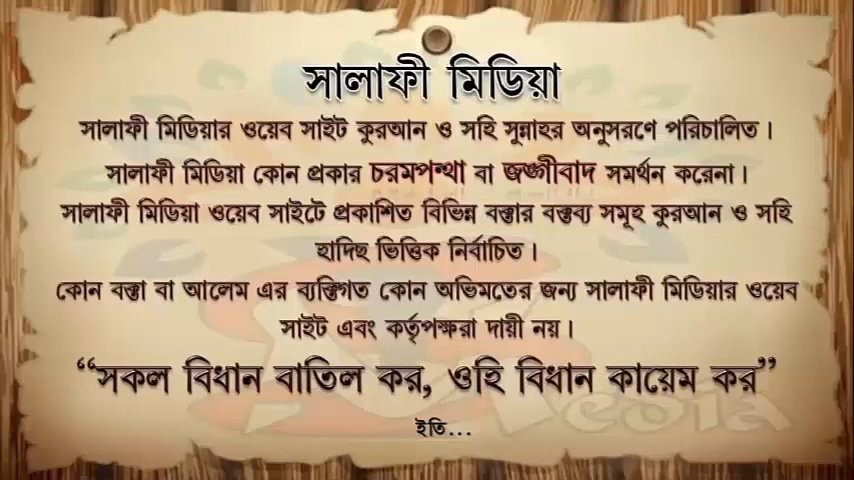 সালাফী মিডিয়া
সালাফী মিডিয়ার ওয়েব সাইট কুরআন ও সহি সুন্নাহর অনুসরণে পরিচালিত।
সালাফী মিডিয়া কোন প্রকার চরমপন্থা বা জঙ্গীবাদ সমর্থন করেনা।
সালাফী মিডিয়া ওয়েব সাইটে প্রকাশিত বিভিন্ন বক্তার বক্তব্য সমূহ কুরআন ও সহি
হাদিছ ভিত্তিক নির্বাচিত।
কোন বক্তা বা আলেম এর ব্যক্তিগত কোন অভিমতের জন্য সালাফী মিডিয়ার ওয়েব
সাইট এবং কর্তৃপক্ষরা দায়ী নয়।
“সকল বিধান বাতিল কর, ওহি বিধান কায়েম কর”
ইতি...